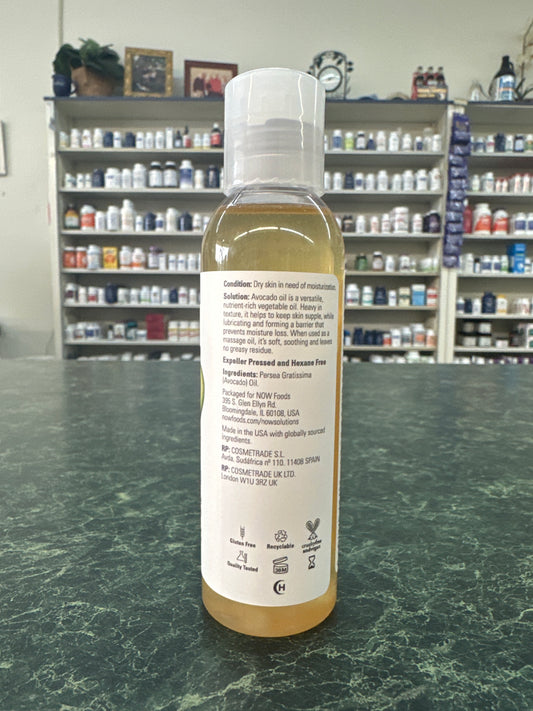 Condition: Dry skin in need of moisturization.
Solution: Avocado oil is a versatile,
nutrient-rich vegetable oil. Heavy in
texture, it helps to keep skin supple, while
lubricating and forming a barrier that
prevents moisture loss. When used as a
massage oil, it's soft, soothing and leaves
no greasy residue.
Expeller Pressed and Hexane Free
Ingredients: Persea Gratissima
(Avocado) Oil.
Packaged for NOW Foods
395 S. Glen Ellyn Rd.
Bloomingdale, IL 60108, USA
nowfoods.com/nowsolutions
Made in the USA with globally sourced
ingredients.
RP: COSMETRADE S.L.
Avda. Sudáfrica nº 110. 11408 SPAIN
RP: COSMETRADE UK LTD.
London W1U 3RZ UK
Gluten Free
Recyclable
cruelty-free
Quality Tested
H